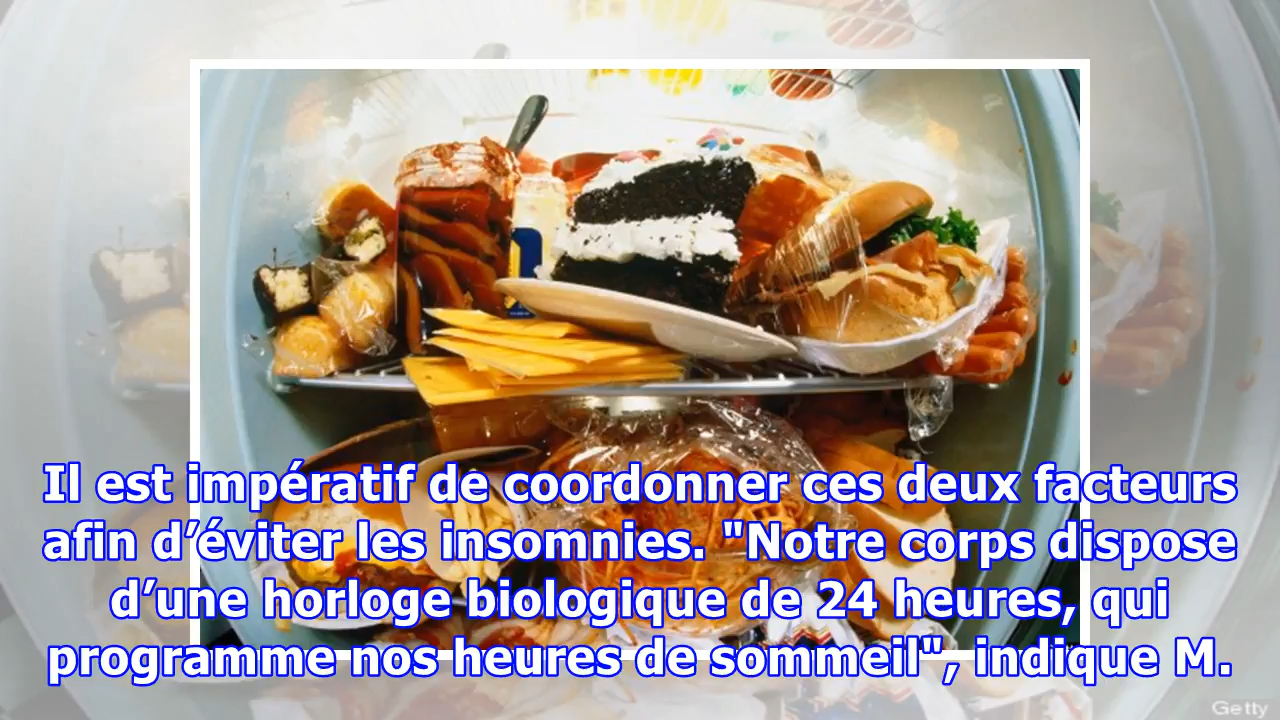 Il est impératif de coordonner ces deux facteurs
afin d’éviter les insomnies. "Notre corps dispose
d’une horloge biologique de 24 heures, qui
programme nos heures de sommeil", indique M.
Getty